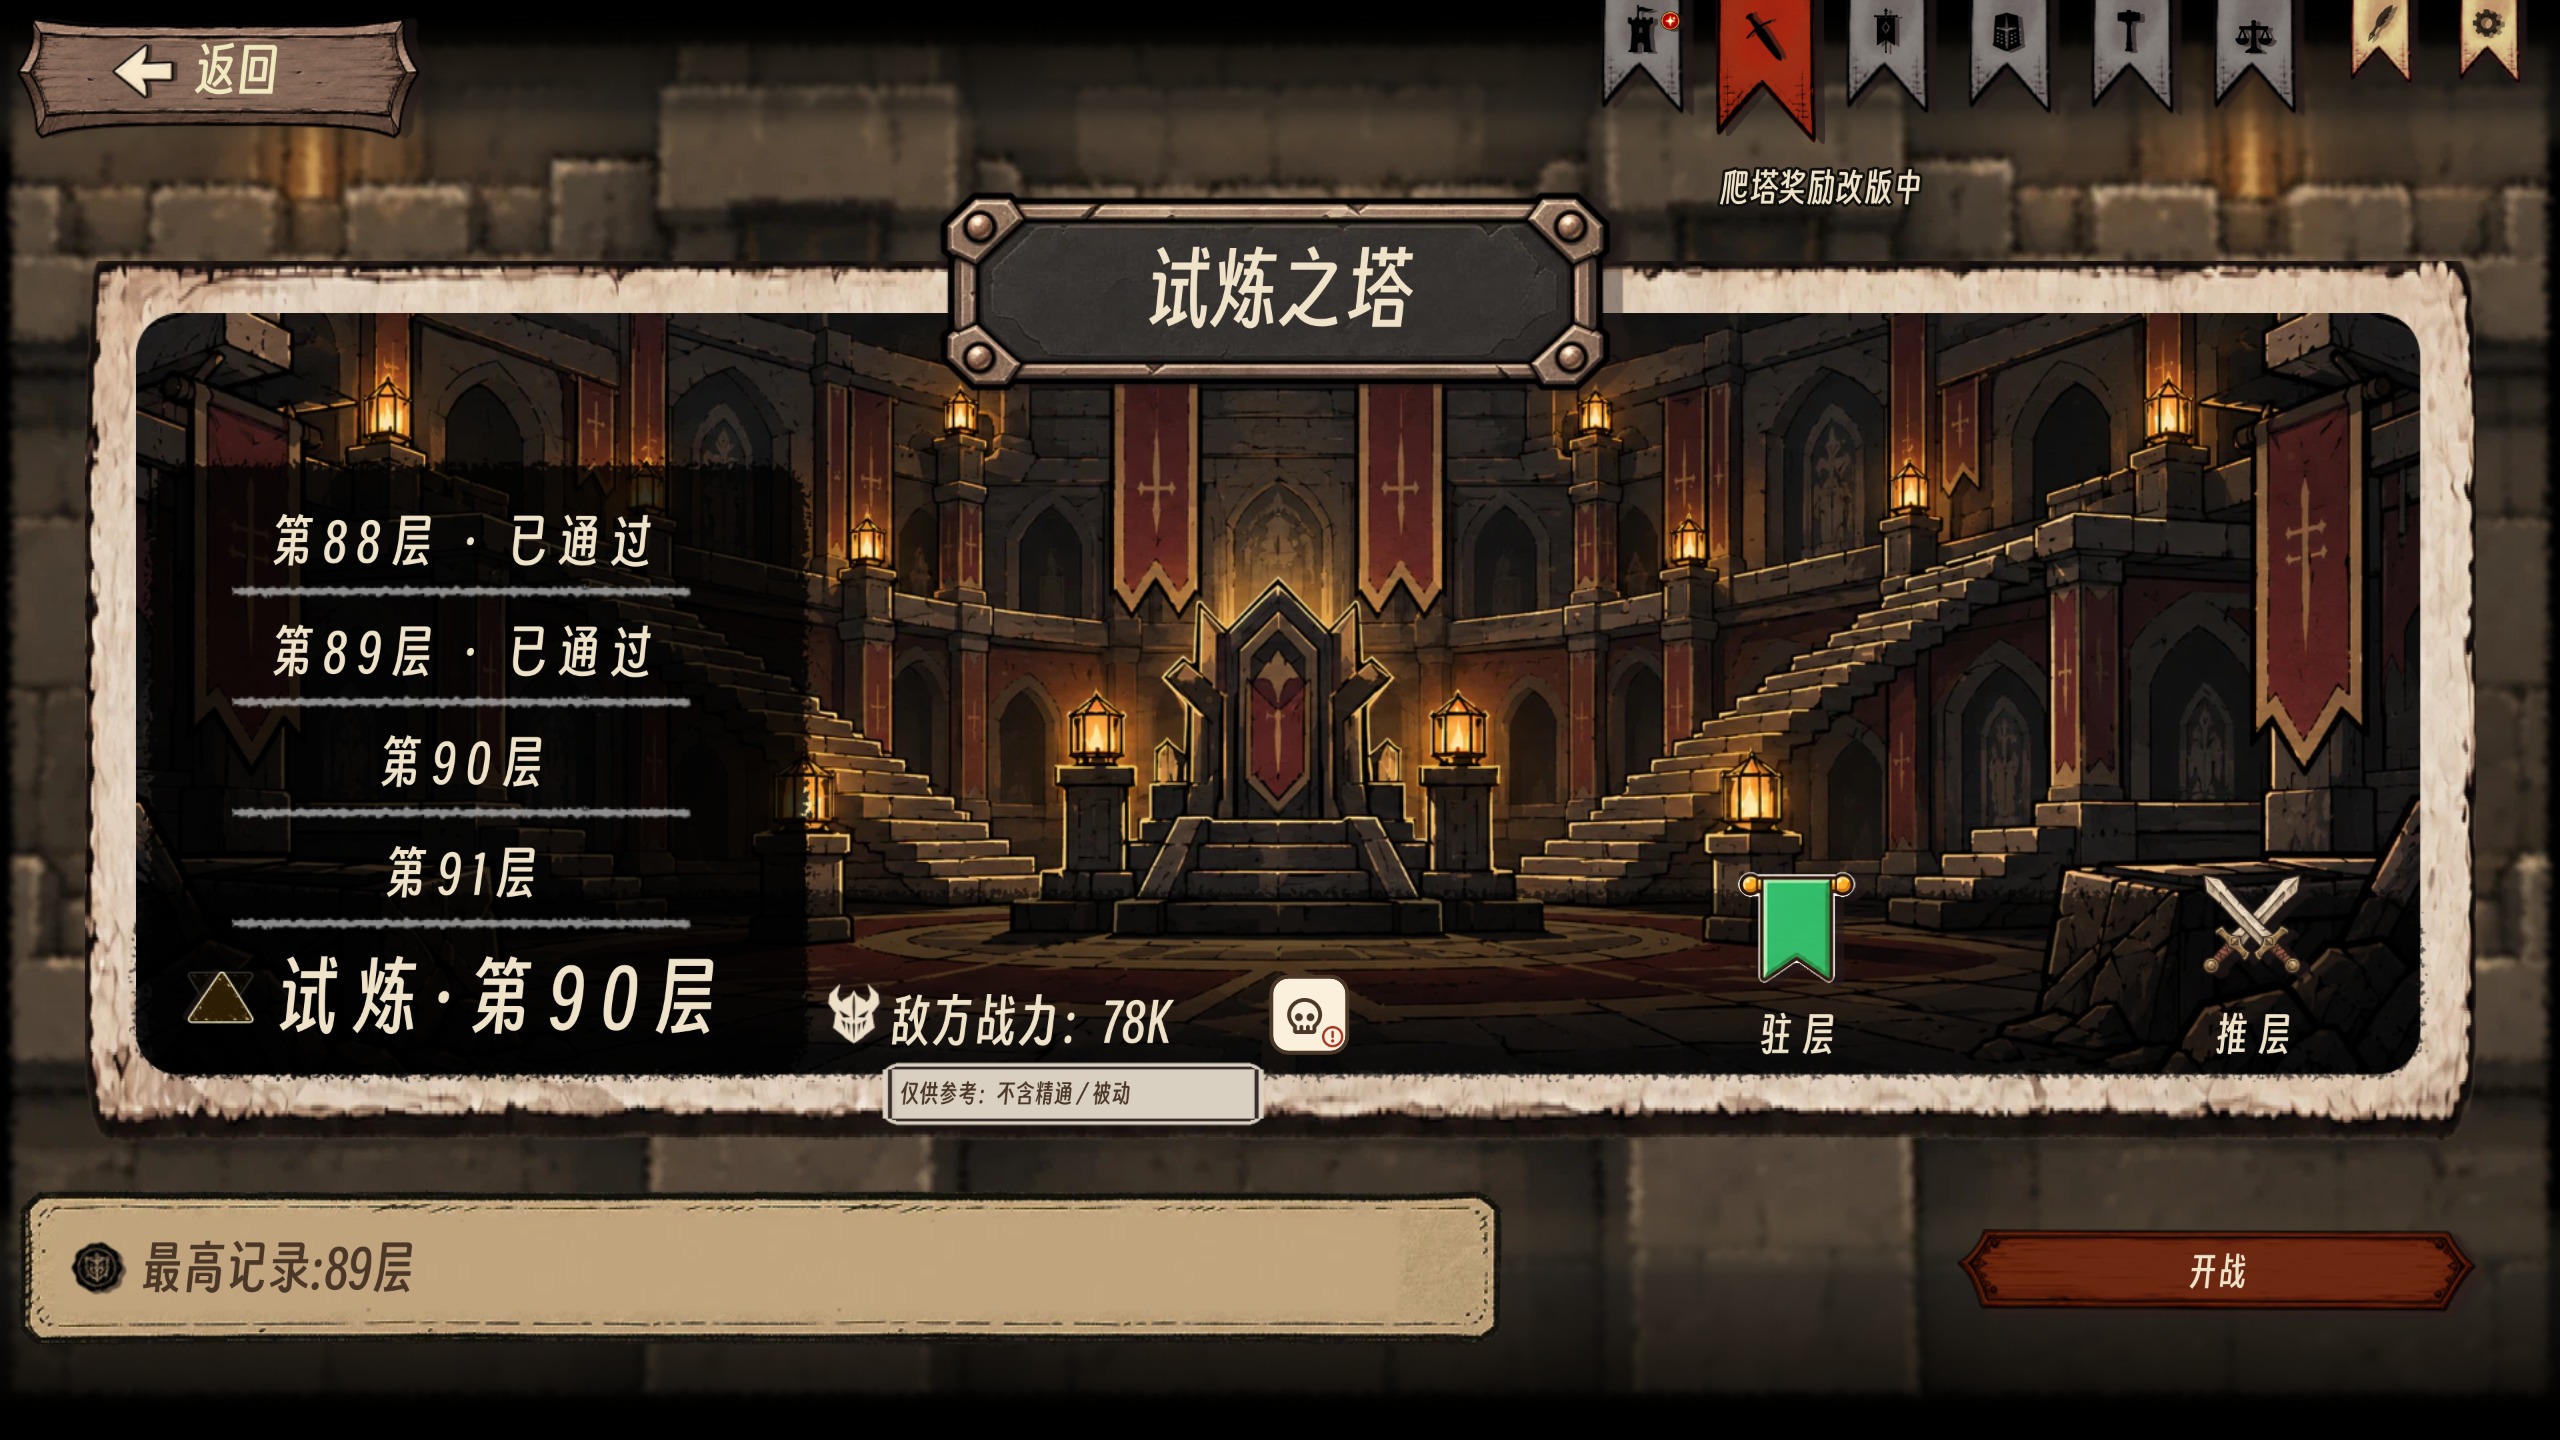 返回
爬塔奖励改版中
试炼之塔
第88层 · 已通过
第89层 · 已通过
第90层
第91层
试炼·第90层
敌方战力：78K
仅供参考：不含精通/被动
驻层
推层
最高记录:89层
开战